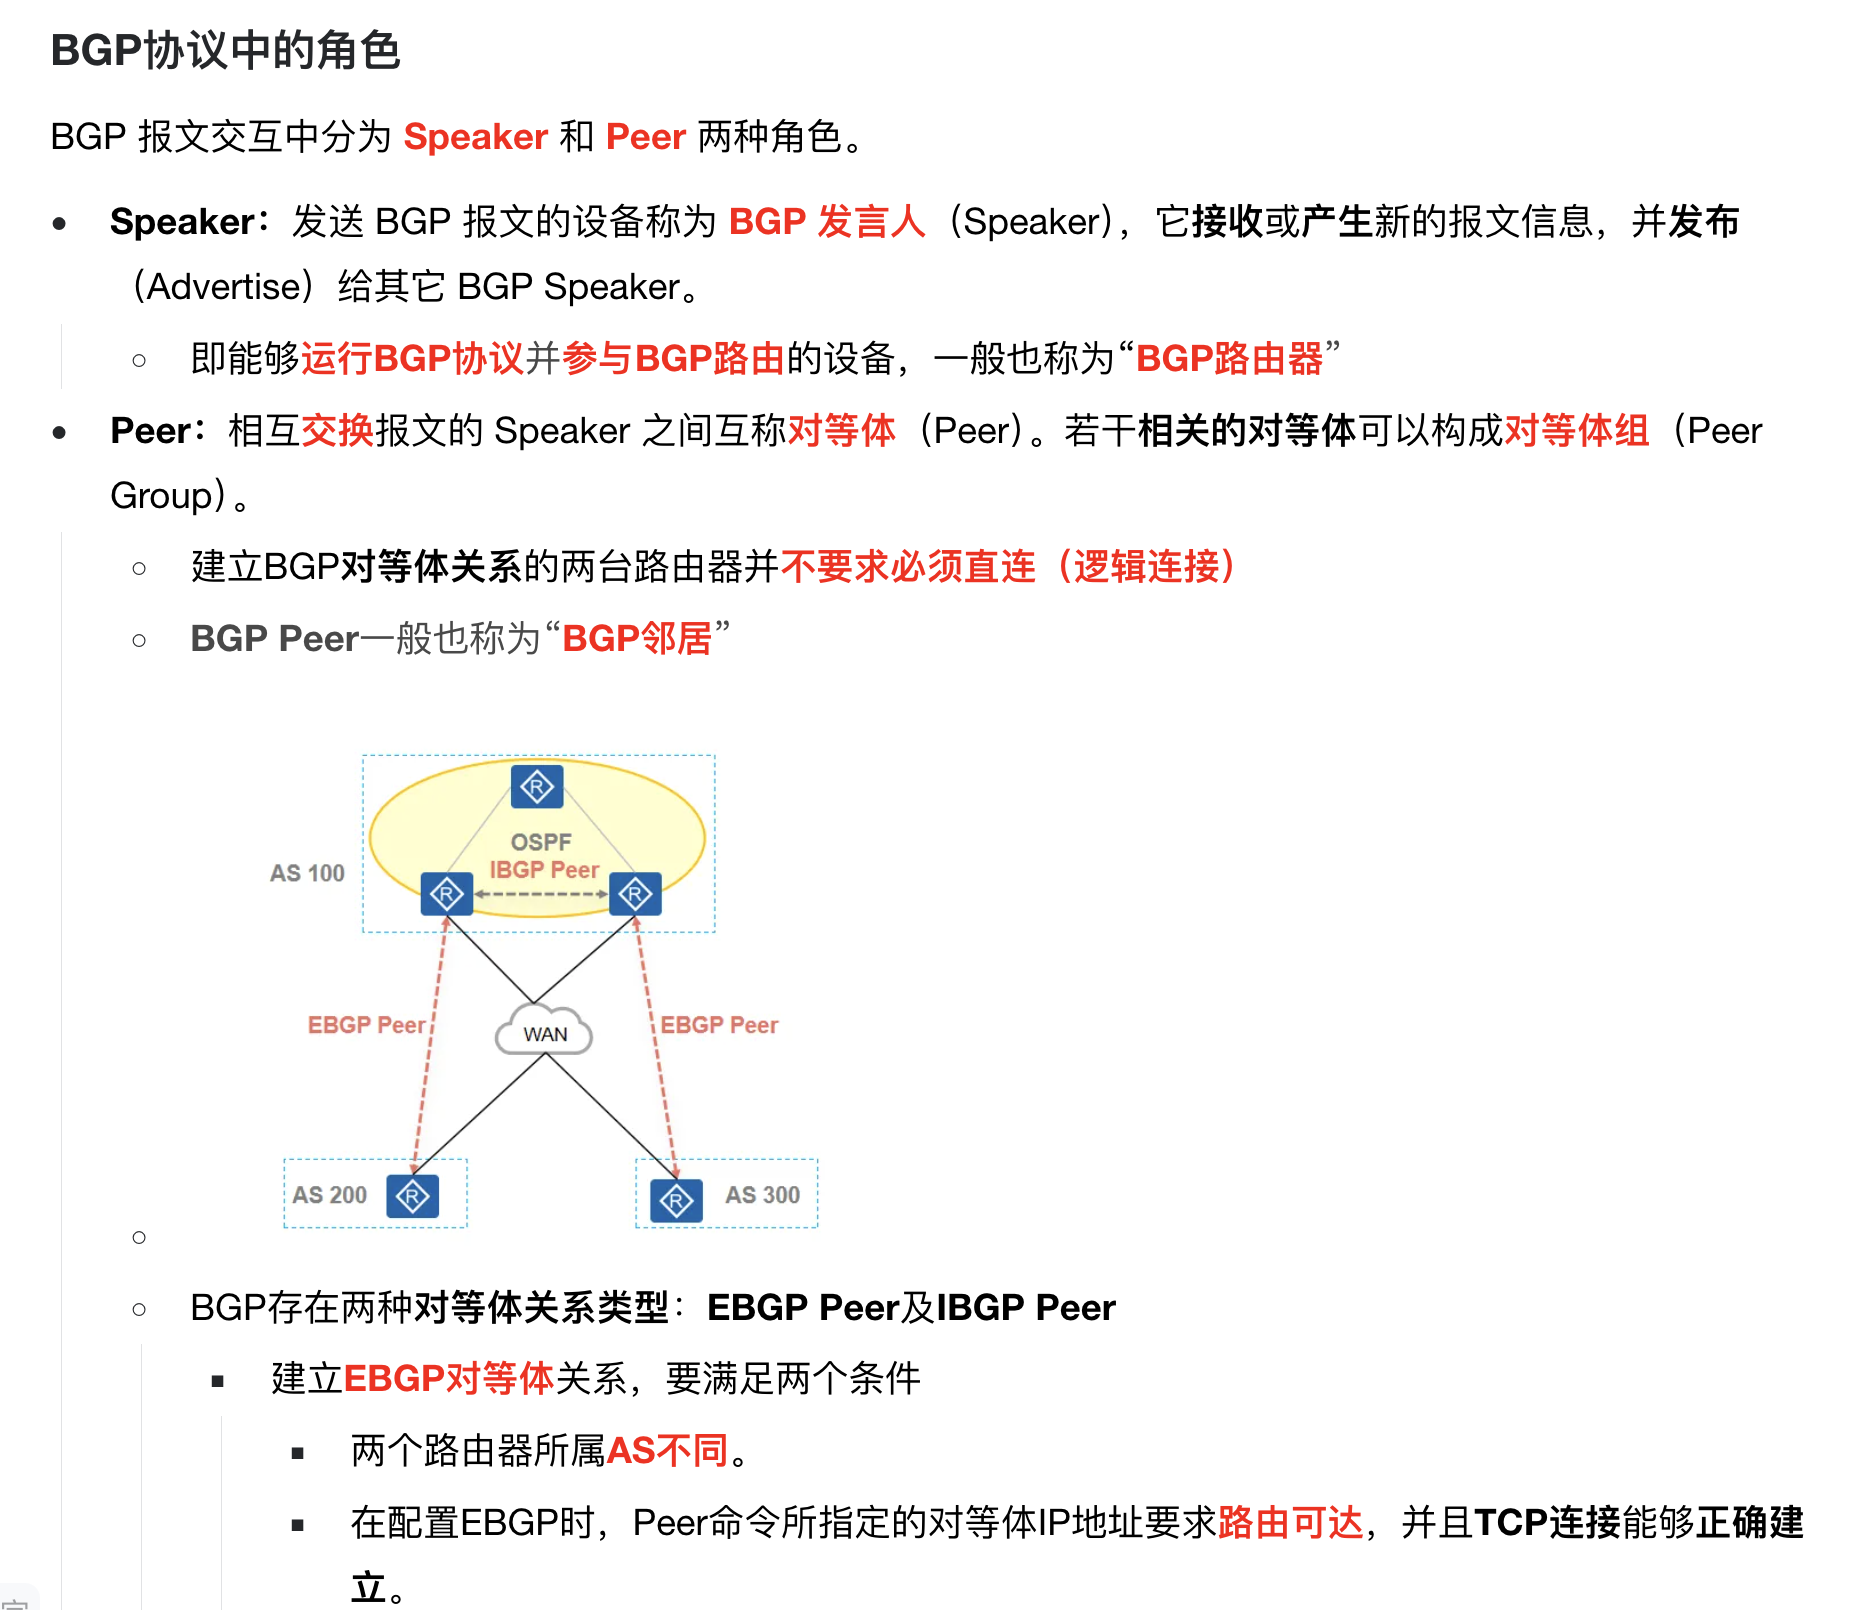 BGP协议中的角色
BGP 报文交互中分为 Speaker 和 Peer 两种角色。
Speaker：发送 BGP 报文的设备称为 BGP 发言人（Speaker），它接收或产生新的报文信息，并发布
（Advertise）给其它 BGP Speaker。
即能够运行BGP协议并参与BGP路由的设备，一般也称为“BGP路由器”
Peer：相互交换报文的 Speaker 之间互称对等体（Peer）。若干相关的对等体可以构成对等体组（Peer
Group）。
建立BGP对等体关系的两台路由器并不要求必须直连（逻辑连接）
BGP Peer一般也称为“BGP邻居”
R
OSPF
AS 100
IBGP Peer
R
R
EBGP Peer
EBGP Peer
WAN
AS 200
R
R
AS 300
BGP存在两种对等体关系类型：EBGP Peer及IBGP Peer
建立EBGP对等体关系，要满足两个条件
两个路由器所属AS不同。
在配置EBGP时，Peer命令所指定的对等体IP地址要求路由可达，并且TCP连接能够正确建
立。